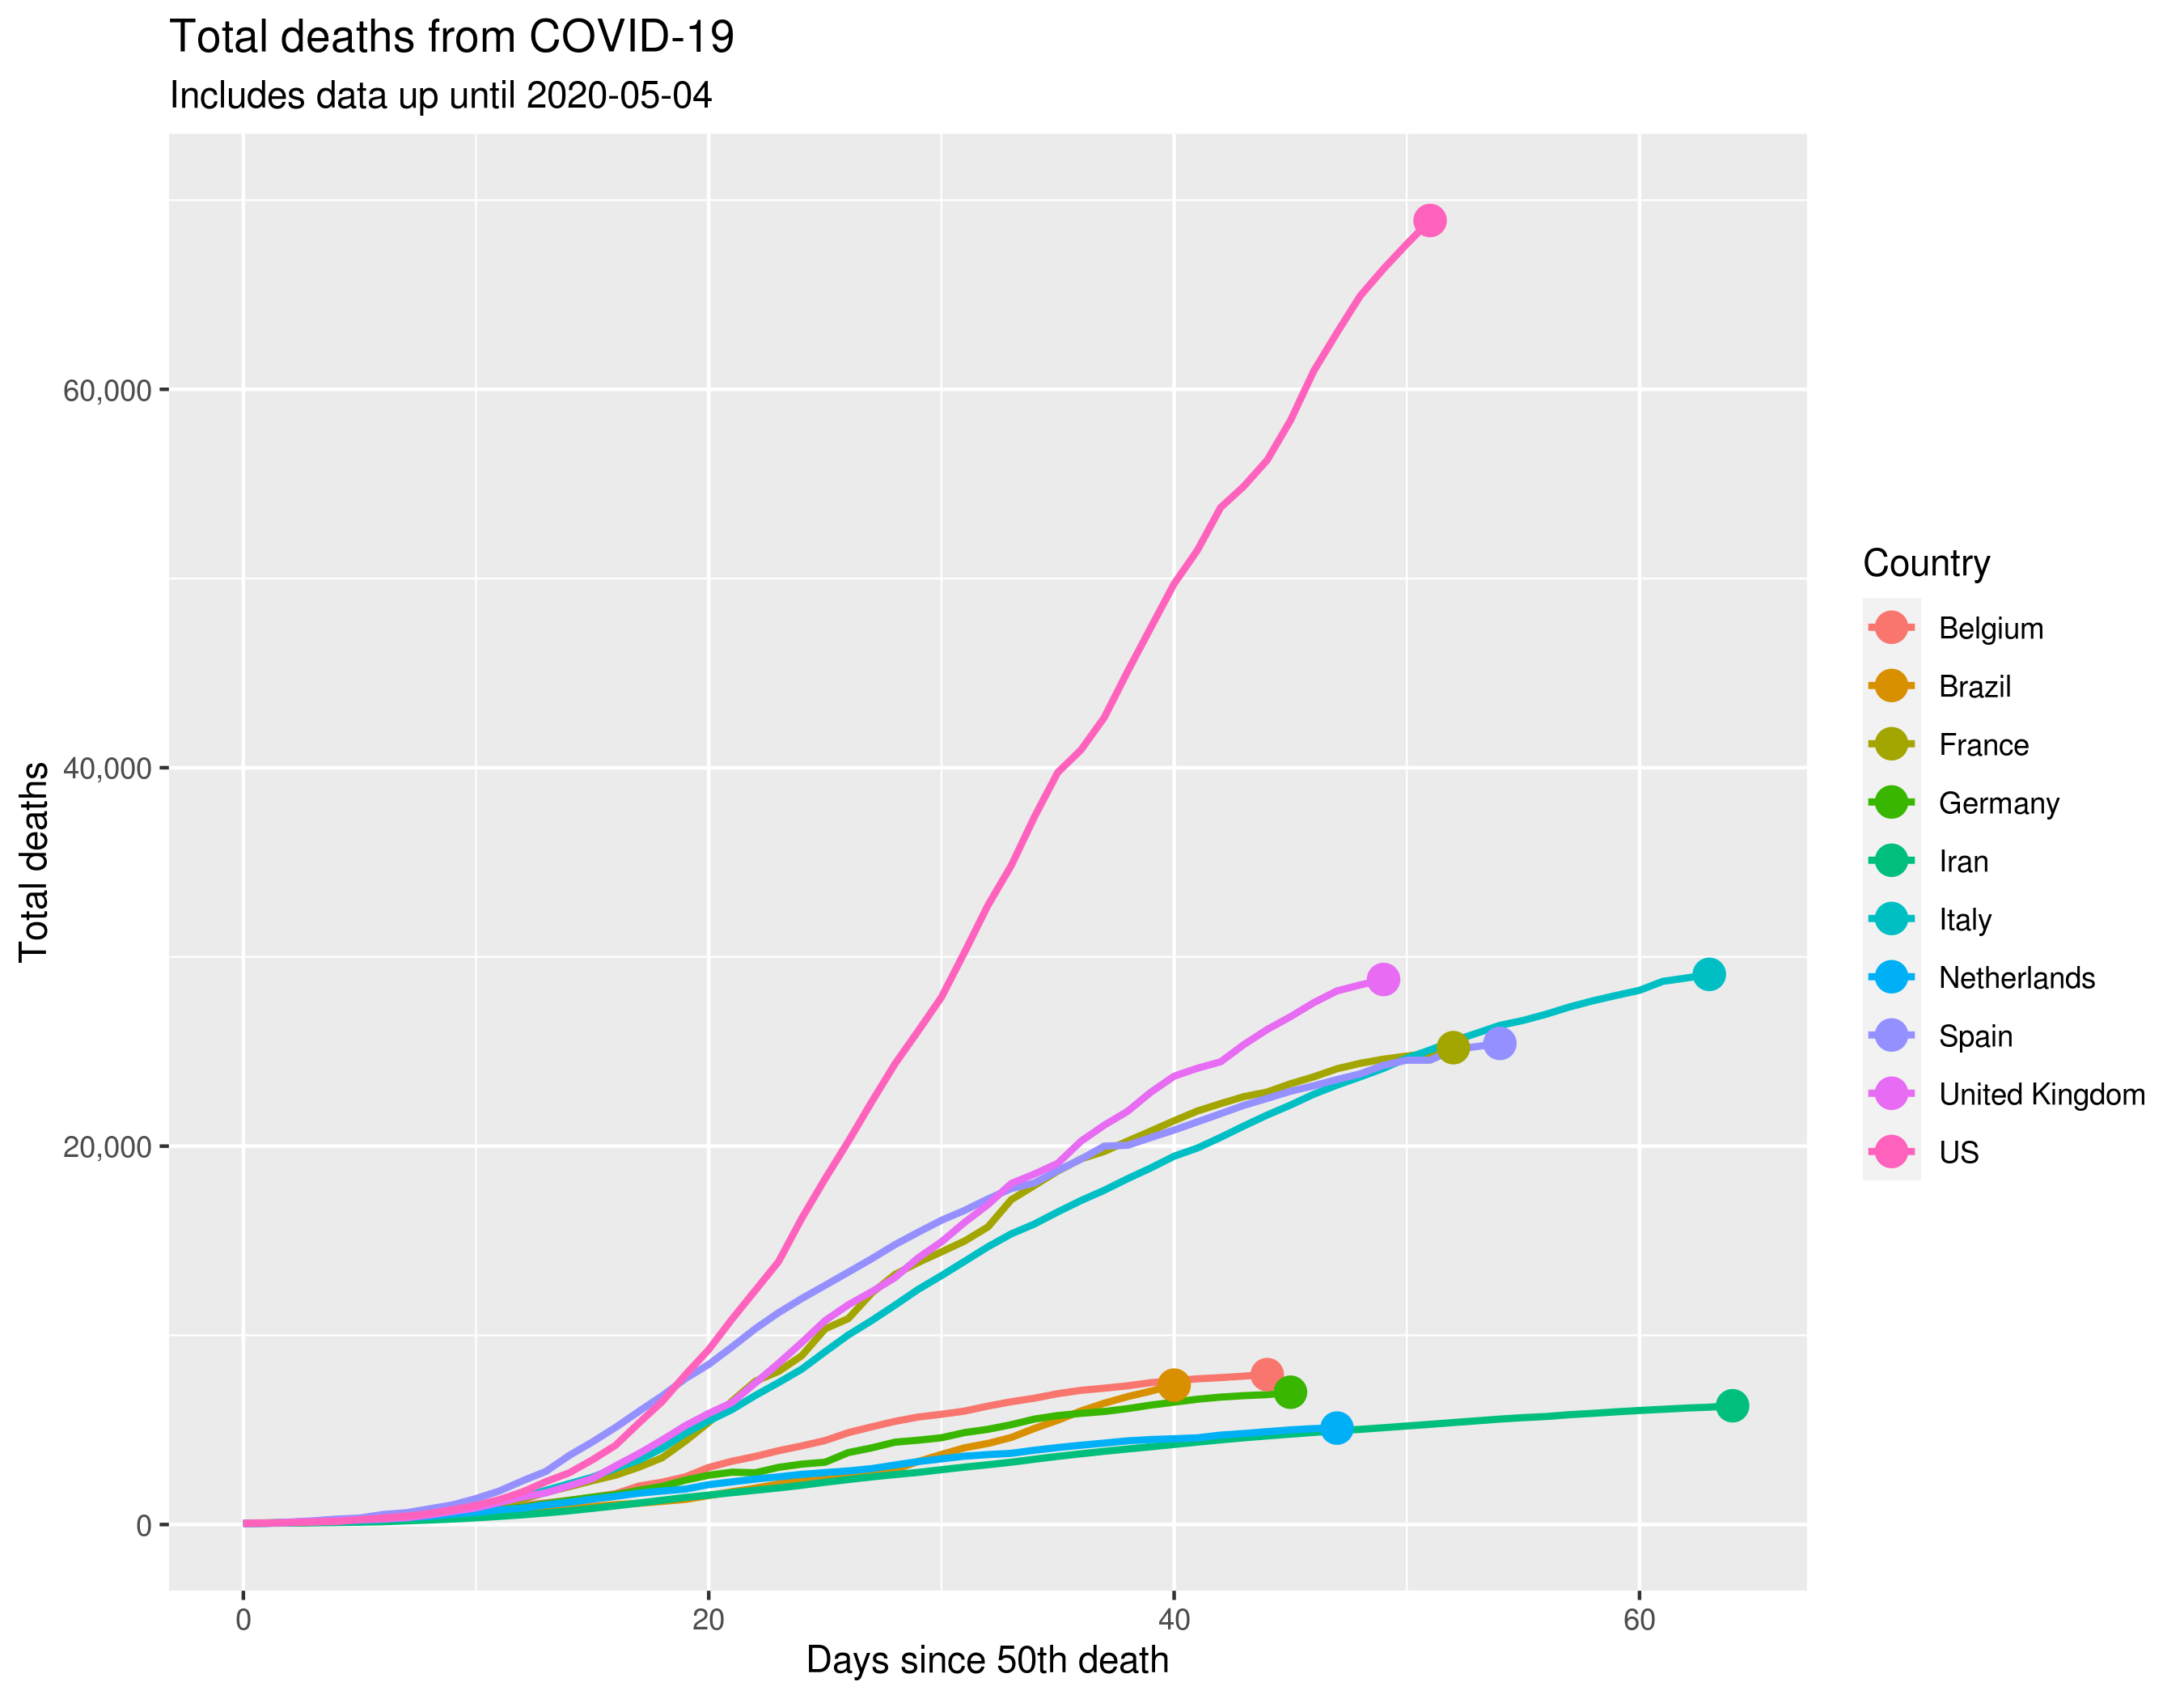 Total deaths from COVID-19
Includes data up until 2020-05-04
Total deaths
60,000
40,000
20,000
0
0 20 40 60
Days since 50th death
Country
Belgium
Brazil
France
Germany
Iran
Italy
Netherlands
Spain
United Kingdom
US